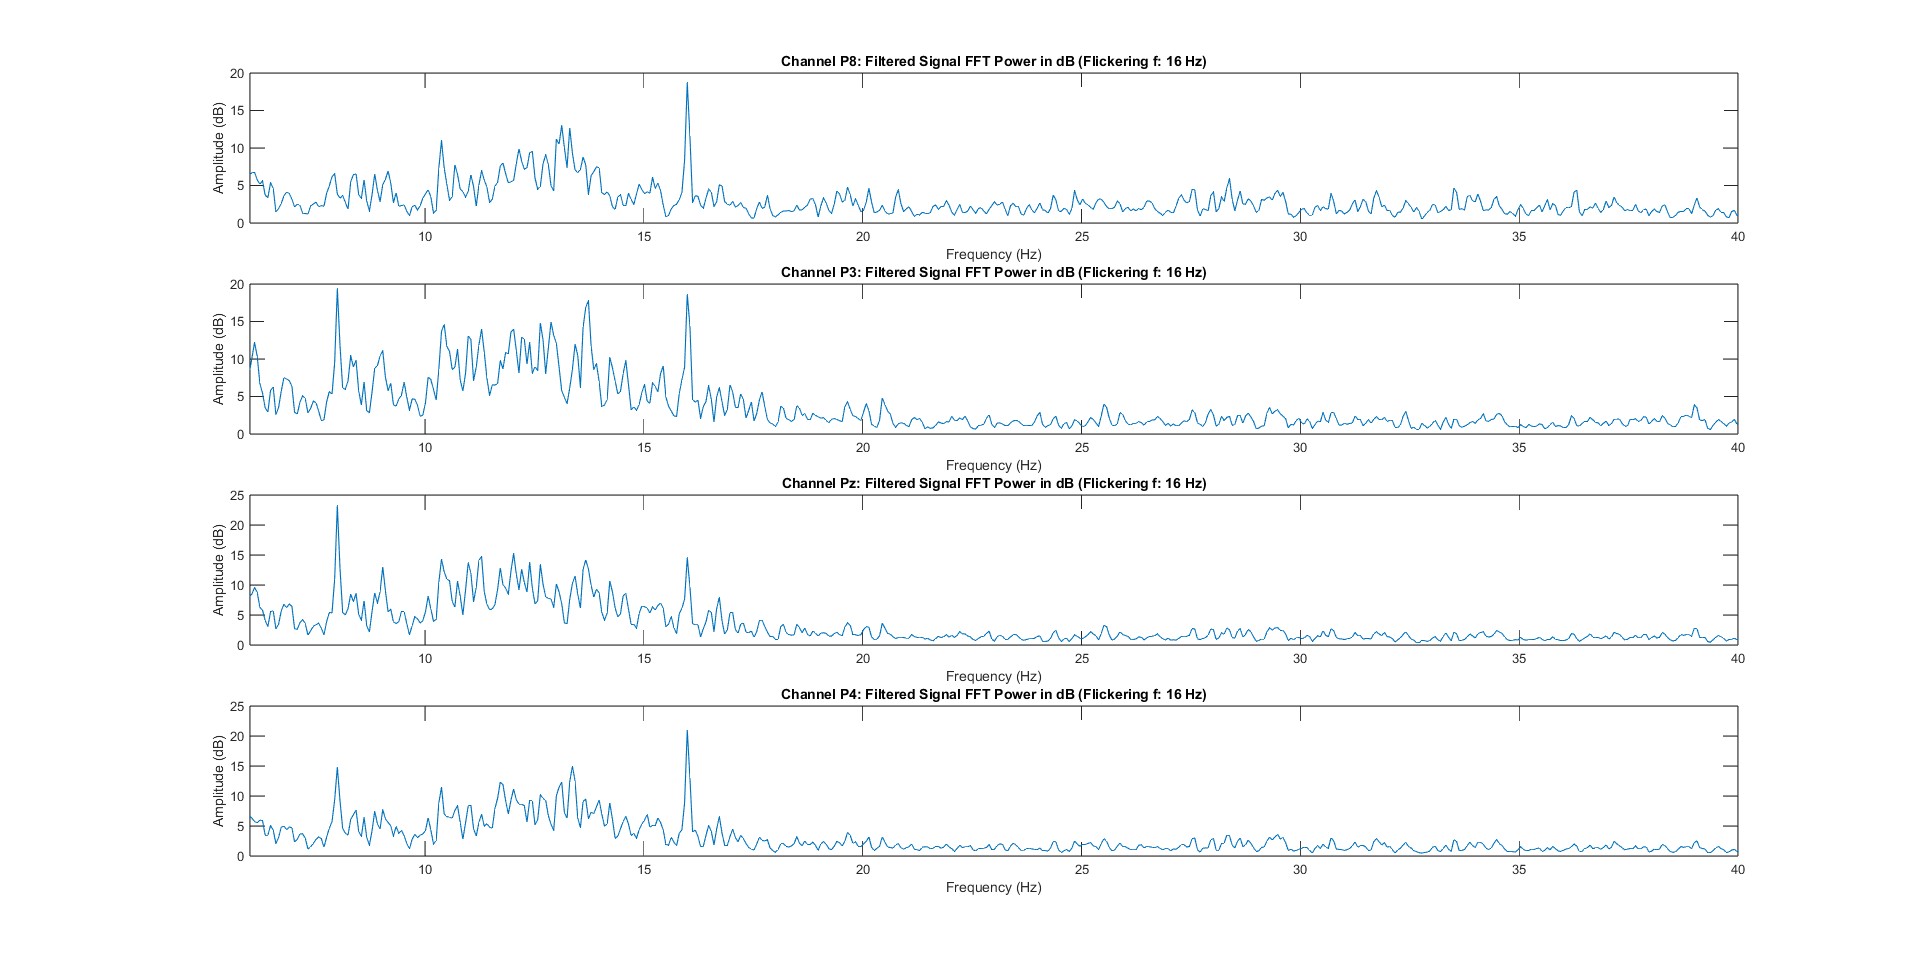 Channel P8: Filtered Signal FFT Power in dB (Flickering f: 16 Hz)
Amplitude (dB)
20
15
10
5
0
10 15 20 25 30 35 40
Frequency (Hz)
Channel P3: Filtered Signal FFT Power in dB (Flickering f: 16 Hz)
Amplitude (dB)
20
15
10
5
0
10 15 20 25 30 35 40
Frequency (Hz)
Channel Pz: Filtered Signal FFT Power in dB (Flickering f: 16 Hz)
Amplitude (dB)
25
20
15
10
5
0
10 15 20 25 30 35 40
Frequency (Hz)
Channel P4: Filtered Signal FFT Power in dB (Flickering f: 16 Hz)
Amplitude (dB)
25
20
15
10
5
0
10 15 20 25 30 35 40
Frequency (Hz)